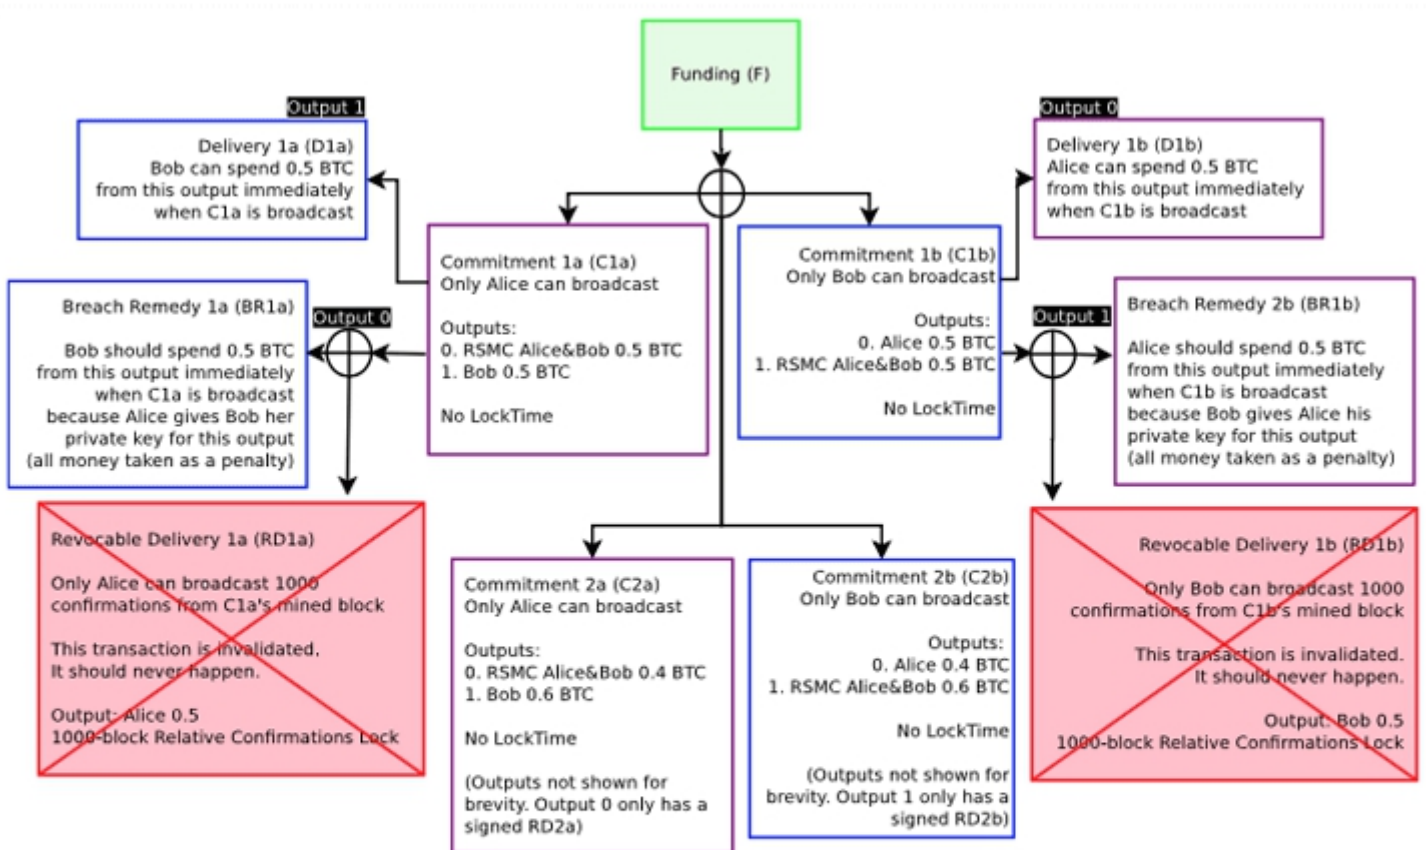 Funding (F)
Output 1
Delivery 1a (D1a)
Bob can spend 0.5 BTC
from this output immediately
when C1a is broadcast
Output 0
Delivery 1b (D1b)
Alice can spend 0.5 BTC
from this output immediately
when C1b is broadcast
Commitment 1a (C1a)
Only Alice can broadcast
Outputs:
0. RSMC Alice&Bob 0.5 BTC
1. Bob 0.5 BTC
No LockTime
Commitment 1b (C1b)
Only Bob can broadcast
Outputs:
0. Alice 0.5 BTC
1. RSMC Alice&Bob 0.5 BTC
No LockTime
Breach Remedy 1a (BR1a)
Bob should spend 0.5 BTC
from this output immediately
when C1a is broadcast
because Alice gives Bob her
private key for this output
(all money taken as a penalty)
Output 0
Output 1
Breach Remedy 2b (BR1b)
Alice should spend 0.5 BTC
from this output immediately
when C1b is broadcast
because Bob gives Alice his
private key for this output
(all money taken as a penalty)
Revocable Delivery 1a (RD1a)
Only Alice can broadcast 1000
confirmations from C1a's mined block
This transaction is invalidated,
It should never happen.
Output: Alice 0.5
1000-block Relative Confirmations Lock
Commitment 2a (C2a)
Only Alice can broadcast
Outputs:
0. RSMC Alice&Bob 0.4 BTC
1. Bob 0.6 BTC
No LockTime
(Outputs not shown for
brevity. Output 0 only has a
signed RD2a)
Commitment 2b (C2b)
Only Bob can broadcast
Outputs:
0. Alice 0.4 BTC
1. RSMC Alice&Bob 0.6 BTC
No LockTime
(Outputs not shown for
brevity. Output 1 only has a
signed RD2b)
Revocable Delivery 1b (RD1b)
Only Bob can broadcast 1000
confirmations from C1b's mined block
This transaction is invalidated.
It should never happen.
Output: Bob 0.5
1000-block Relative Confirmations Lock